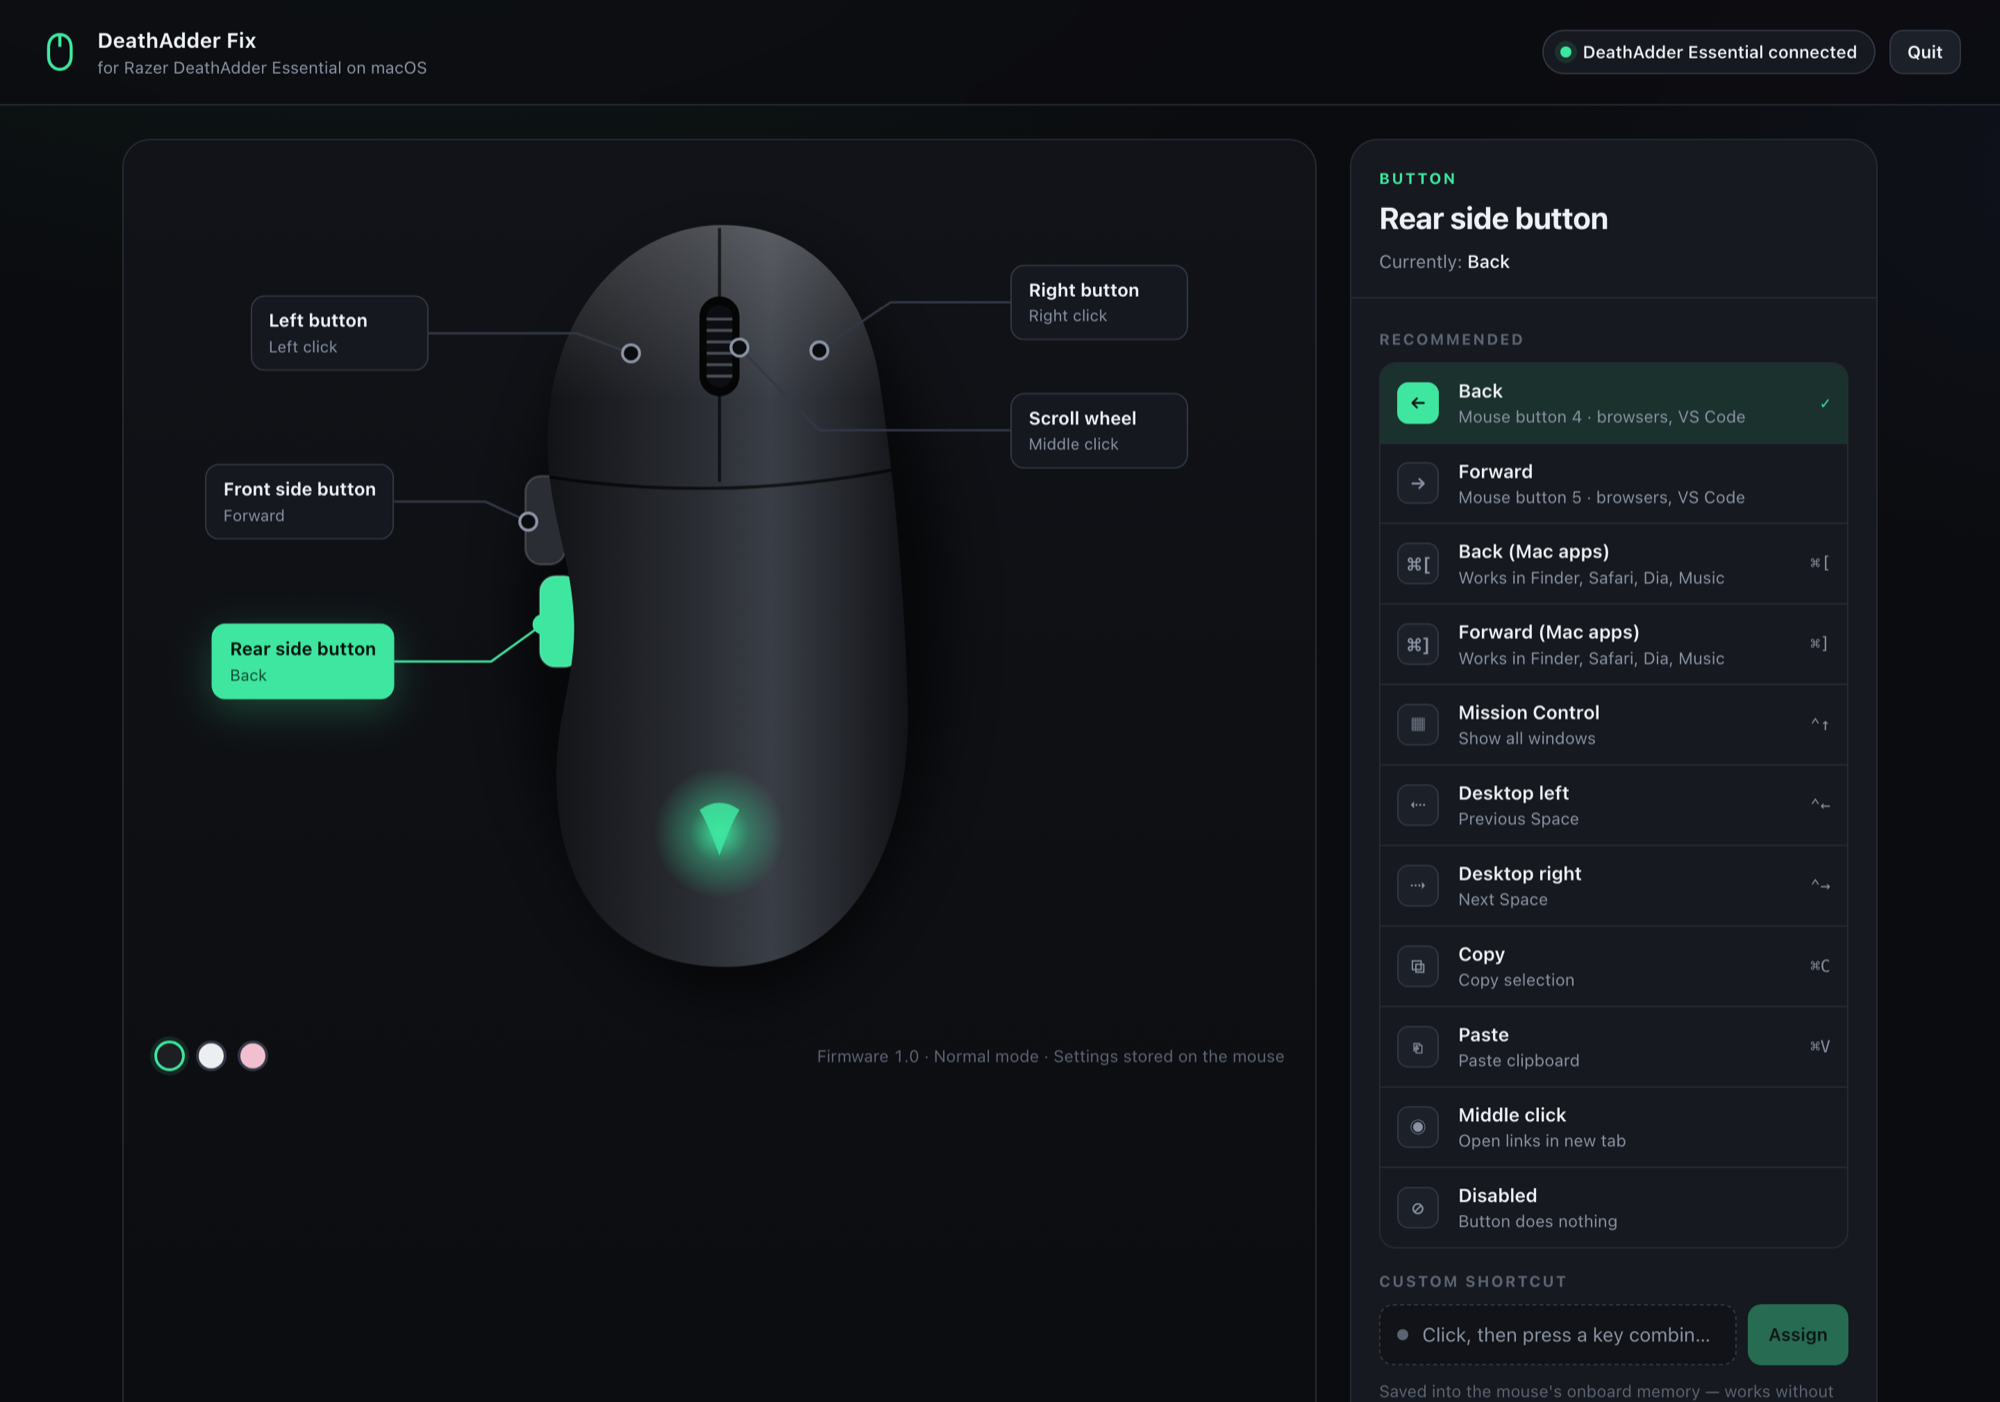 DeathAdder Fix
for Razer DeathAdder Essential on macOS
DeathAdder Essential connected
Quit
Left button
Left click
Right button
Right click
Scroll wheel
Middle click
Front side button
Forward
Rear side button
Back
Firmware 1.0 · Normal mode · Settings stored on the mouse
BUTTON
Rear side button
Currently: Back
RECOMMENDED
Back
Mouse button 4 · browsers, VS Code
✓
Forward
Mouse button 5 · browsers, VS Code
⌘[
Back (Mac apps)
Works in Finder, Safari, Dia, Music
⌘[
⌘]
Forward (Mac apps)
Works in Finder, Safari, Dia, Music
⌘]
Mission Control
Show all windows
^↑
Desktop left
Previous Space
^←
Desktop right
Next Space
^→
Copy
Copy selection
⌘C
Paste
Paste clipboard
⌘V
Middle click
Open links in new tab
Disabled
Button does nothing
CUSTOM SHORTCUT
Click, then press a key combin...
Assign
Saved into the mouse's onboard memory — works without